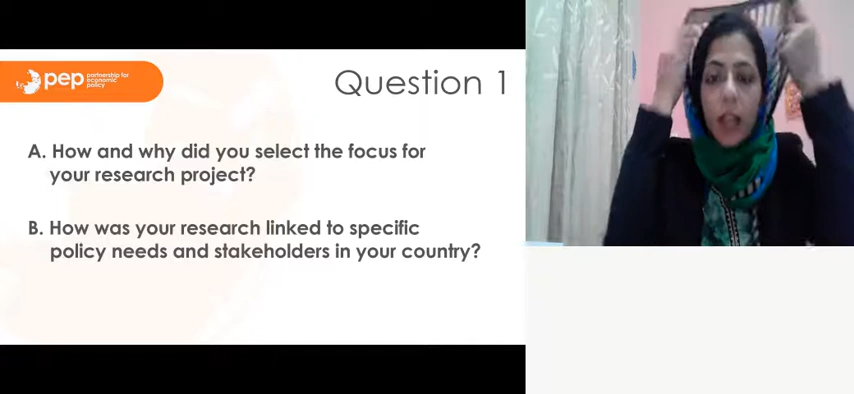 pep partnership for
economic
policy
Question 1
A. How and why did you select the focus for
your research project?
B. How was your research linked to specific
policy needs and stakeholders in your country?